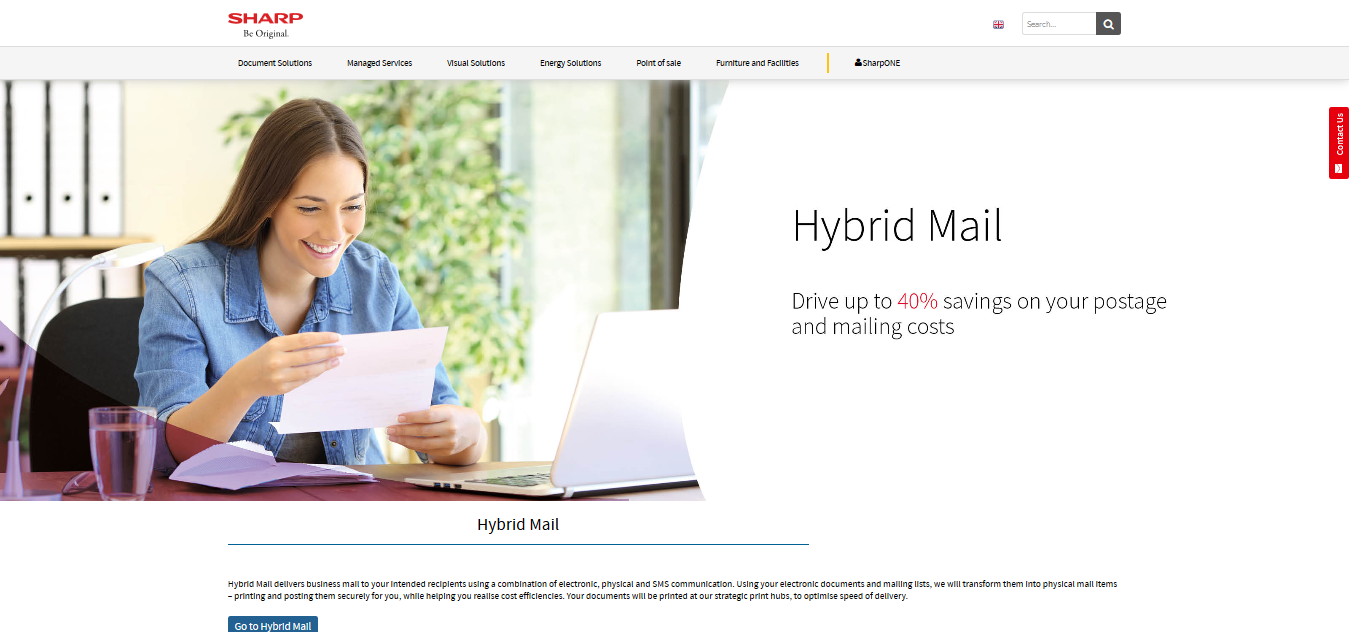 SHARP
Be Original.
Search...
Document Solutions
Managed Services
Visual Solutions
Energy Solutions
Point of sale
Furniture and Facilities
SharpONE
Contact Us
Hybrid Mail
Drive up to 40% savings on your postage
and mailing costs
Hybrid Mail
Hybrid Mail delivers business mail to your intended recipients using a combination of electronic, physical and SMS communication. Using your electronic documents and mailing lists, we will transform them into physical mail items
– printing and posting them securely for you, while helping you realise cost efficiencies. Your documents will be printed at our strategic print hubs, to optimise speed of delivery.
Go to Hybrid Mail